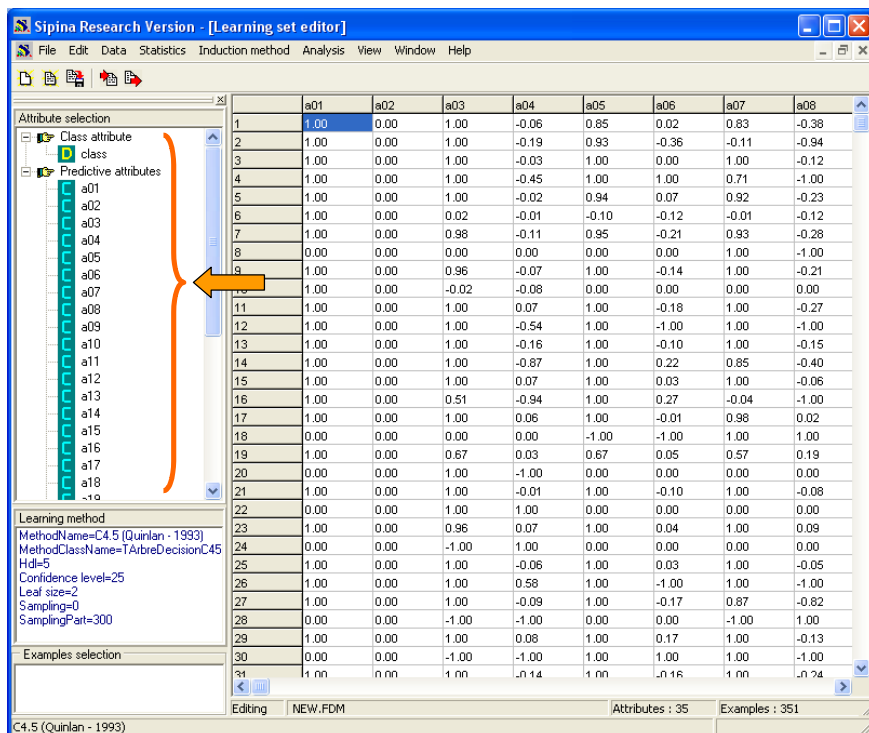 Sipina Research Version - [Learning set editor]
File Edit Data Statistics Induction method Analysis View Window Help
Attribute selection
Class attribute
D class
Predictive attributes
C a01
C a02
C a03
C a04
C a05
C a06
C a07
C a08
C a09
C a10
C a11
C a12
C a13
C a14
C a15
C a16
C a17
C a18
Learning method
MethodName=C4.5 (Quinlan - 1993)
MethodClassName=TArbreDecisionC45
Hdl=5
Confidence level=25
Leaf size=2
Sampling=0
SamplingPart=300
Examples selection
a01 a02 a03 a04 a05 a06 a07 a08
1 1.00 0.00 1.00 -0.06 0.85 0.02 0.83 -0.38
2 1.00 0.00 1.00 -0.19 0.93 -0.36 -0.11 -0.94
3 1.00 0.00 1.00 -0.03 1.00 0.00 1.00 -0.12
4 1.00 0.00 1.00 -0.45 1.00 1.00 0.71 -1.00
5 1.00 0.00 1.00 -0.02 0.94 0.07 0.92 -0.23
6 1.00 0.00 0.02 -0.01 -0.10 -0.12 -0.01 -0.12
7 1.00 0.00 0.98 -0.11 0.95 -0.21 0.93 -0.28
8 0.00 0.00 0.00 0.00 0.00 0.00 1.00 -1.00
9 1.00 0.00 0.96 -0.07 1.00 -0.14 1.00 -0.21
10 1.00 0.00 -0.02 -0.08 0.00 0.00 0.00 0.00
11 1.00 0.00 1.00 0.07 1.00 -0.18 1.00 -0.27
12 1.00 0.00 1.00 -0.54 1.00 -1.00 1.00 -1.00
13 1.00 0.00 1.00 -0.16 1.00 -0.10 1.00 -0.15
14 1.00 0.00 1.00 -0.87 1.00 0.22 0.85 -0.40
15 1.00 0.00 1.00 0.07 1.00 0.03 1.00 -0.06
16 1.00 0.00 0.51 -0.94 1.00 0.27 -0.04 -1.00
17 1.00 0.00 1.00 0.06 1.00 -0.01 0.98 0.02
18 0.00 0.00 0.00 0.00 -1.00 -1.00 1.00 1.00
19 1.00 0.00 0.67 0.03 0.67 0.05 0.57 0.19
20 0.00 0.00 1.00 -1.00 0.00 0.00 0.00 0.00
21 1.00 0.00 1.00 -0.01 1.00 -0.10 1.00 -0.08
22 0.00 0.00 1.00 1.00 0.00 0.00 0.00 0.00
23 1.00 0.00 0.96 0.07 1.00 0.04 1.00 0.09
24 0.00 0.00 -1.00 1.00 0.00 0.00 0.00 0.00
25 1.00 0.00 1.00 -0.06 1.00 0.03 1.00 -0.05
26 1.00 0.00 1.00 0.58 1.00 -1.00 1.00 -1.00
27 1.00 0.00 1.00 -0.09 1.00 -0.17 0.87 -0.82
28 0.00 0.00 -1.00 -1.00 0.00 0.00 -1.00 1.00
29 1.00 0.00 1.00 0.08 1.00 0.17 1.00 -0.13
30 0.00 0.00 -1.00 -1.00 1.00 1.00 1.00 -1.00
31 1.00 0.00 1.00 -0.14 1.00 -0.16 1.00 -0.24
Editing NEW.FDM Attributes : 35 Examples : 351
C4.5 (Quinlan - 1993)